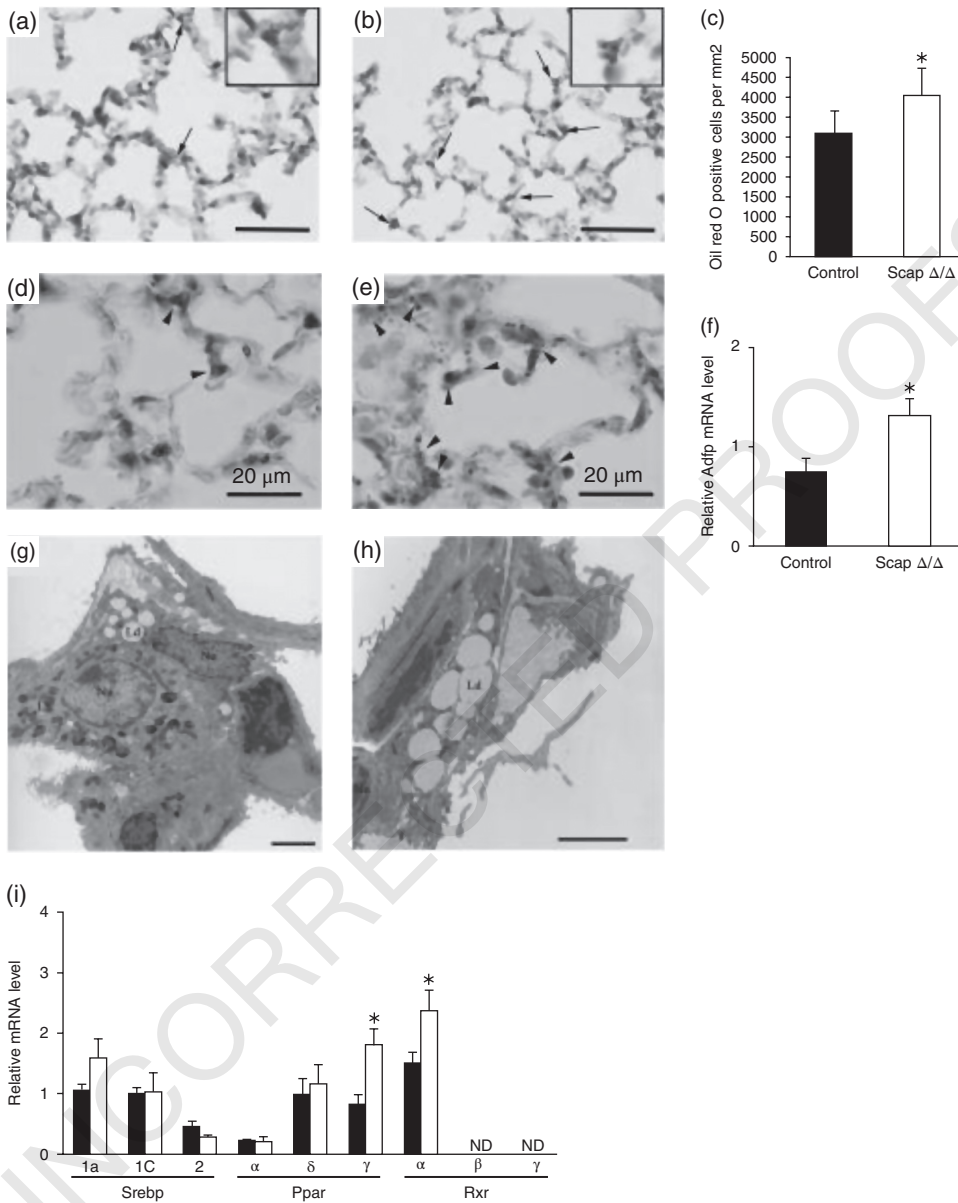 (a)
(b)
(c)
Oil red O positive cells per mm2
5000
4500
4000
3500
3000
2500
2000
1500
1000
500
0
*
Control
Scap Δ/Δ
(d)
20 μm
(e)
20 μm
(f)
Relative Adfp mRNA level
2
1
0
*
Control
Scap Δ/Δ
(g)
Ld
Nu
Nu
(h)
Ld
(i)
Relative mRNA level
4
3
2
1
0
*
*
ND
ND
1a
1C
2
α
δ
γ
α
β
γ
Srebp
Ppar
Rxr
UNCORRECTED PROOFS